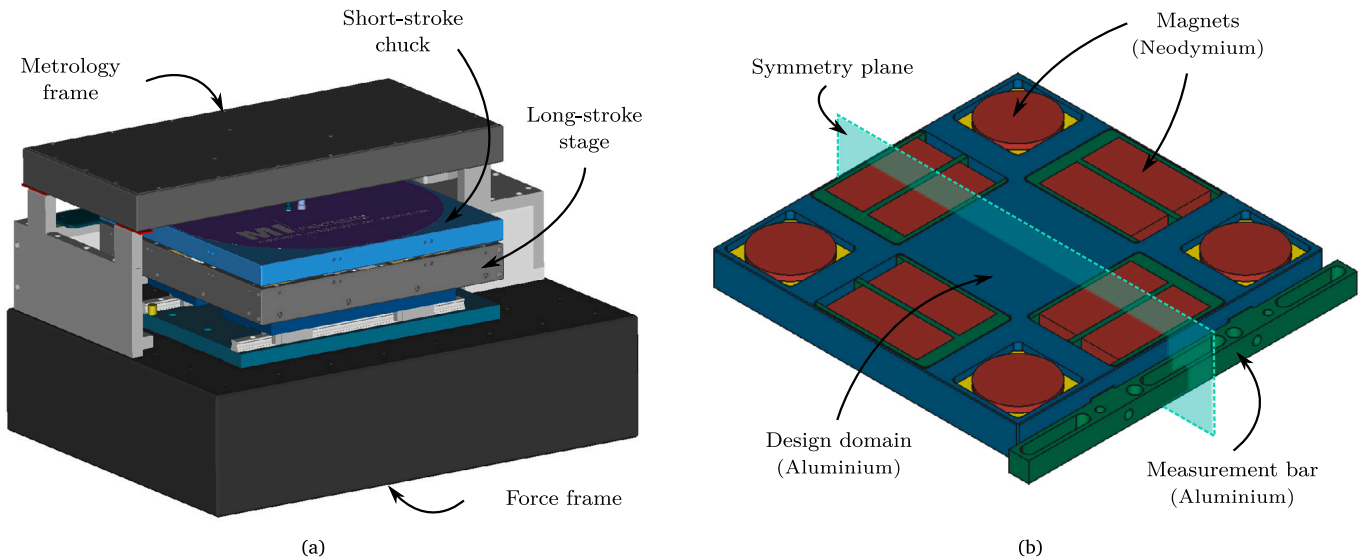 Short-stroke
chuck
Metrology
frame
Long-stroke
stage
Force frame
(a)
Magnets
(Neodymium)
Symmetry plane
Design domain
(Aluminium)
Measurement bar
(Aluminium)
(b)